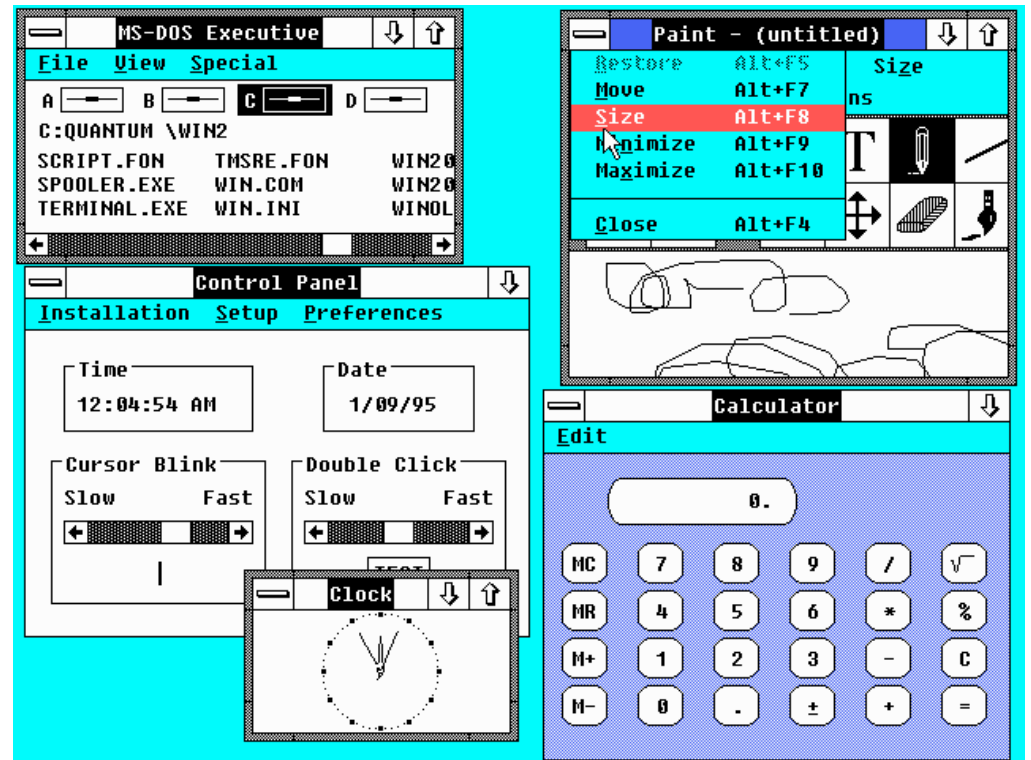 MS-DOS Executive
File View Special
A B C D
C:QUANTUM \WIN2
SCRIPT.FON TMSRE.FON WIN20
SPOOLER.EXE WIN.COM WIN20
TERMINAL.EXE WIN.INI WINOL
Control Panel
Installation Setup Preferences
Time
12:04:54 AM
Date
1/09/95
Cursor Blink
Slow Fast
Double Click
Slow Fast
Clock
Paint - (untitled)
Restore Alt+F5
Move Alt+F7
Size Alt+F8
Minimize Alt+F9
Maximize Alt+F10
Close Alt+F4
Size
ns
T
Calculator
Edit
0.
MC 7 8 9 / √
MR 4 5 6 * %
M+ 1 2 3 - C
M- 0 . ± + =